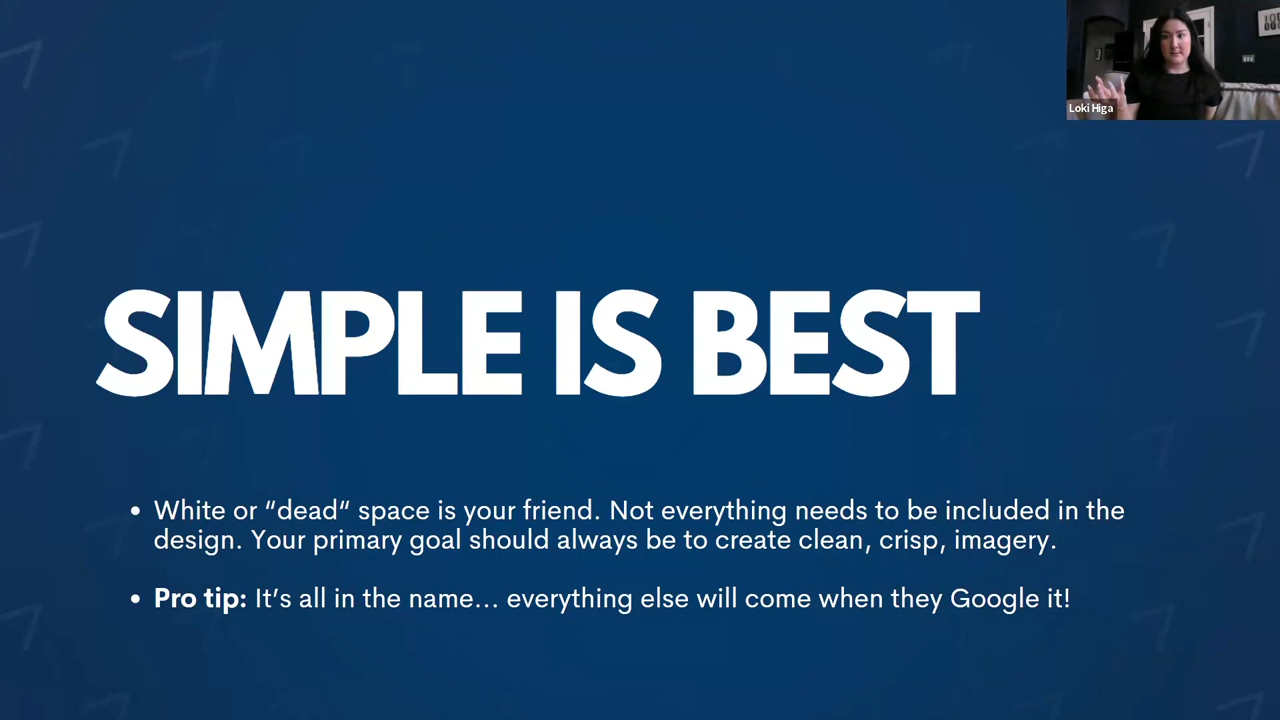 Loki Higa
SIMPLE IS BEST
• White or “dead“ space is your friend. Not everything needs to be included in the
design. Your primary goal should always be to create clean, crisp, imagery.
• Pro tip: It’s all in the name... everything else will come when they Google it!